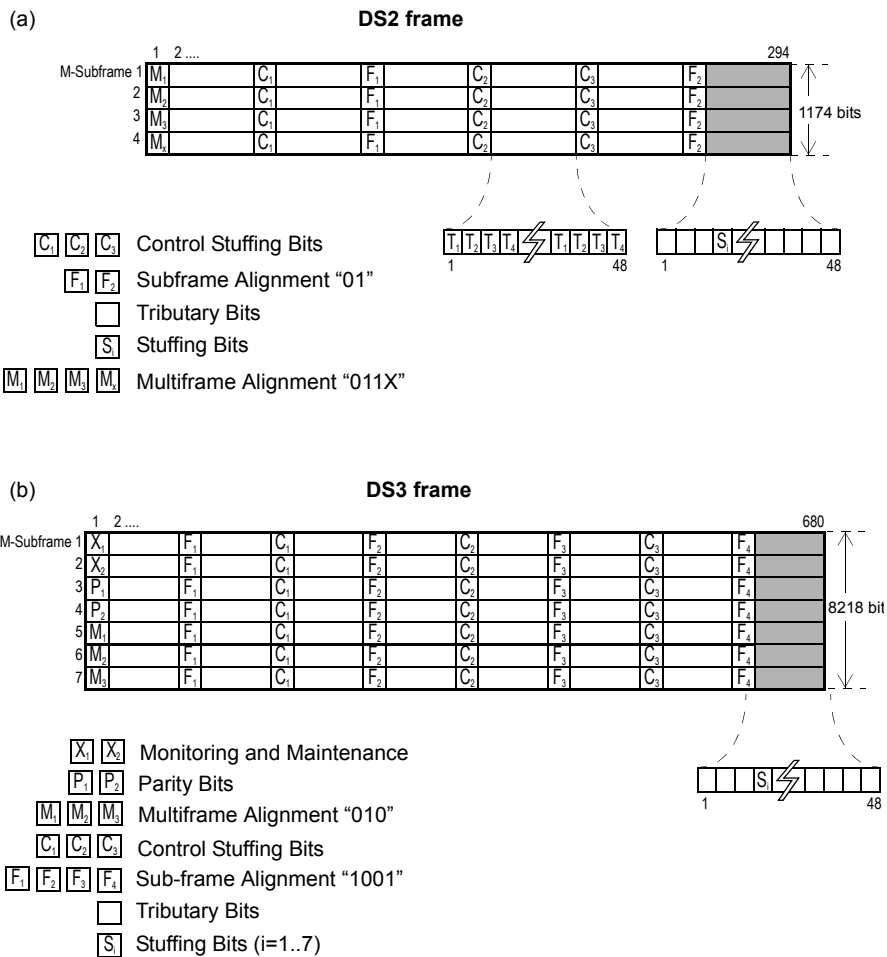 (a)
DS2 frame
1 2 .... 294
M-Subframe 1 M1 C1 F1 C2 C3 F2
2 M2 C1 F1 C2 C3 F2
3 M3 C1 F1 C2 C3 F2
4 Mx C1 F1 C2 C3 F2
1174 bits
T1 T2 T3 T4 T1 T2 T3 T4
1 48
Si
1 48
C1 C2 C3 Control Stuffing Bits
F1 F2 Subframe Alignment “01”
Tributary Bits
Si Stuffing Bits
M1 M2 M3 Mx Multiframe Alignment “011X”
(b)
DS3 frame
1 2 .... 680
M-Subframe 1 X1 F1 C1 F2 C2 F3 C3 F4
2 X2 F1 C1 F2 C2 F3 C3 F4
3 P1 F1 C1 F2 C2 F3 C3 F4
4 P2 F1 C1 F2 C2 F3 C3 F4
5 M1 F1 C1 F2 C2 F3 C3 F4
6 M2 F1 C1 F2 C2 F3 C3 F4
7 M3 F1 C1 F2 C2 F3 C3 F4
8218 bit
Si
1 48
X1 X2 Monitoring and Maintenance
P1 P2 Parity Bits
M1 M2 M3 Multiframe Alignment “010”
C1 C2 C3 Control Stuffing Bits
F1 F2 F3 F4 Sub-frame Alignment “1001”
Tributary Bits
Si Stuffing Bits (i=1..7)